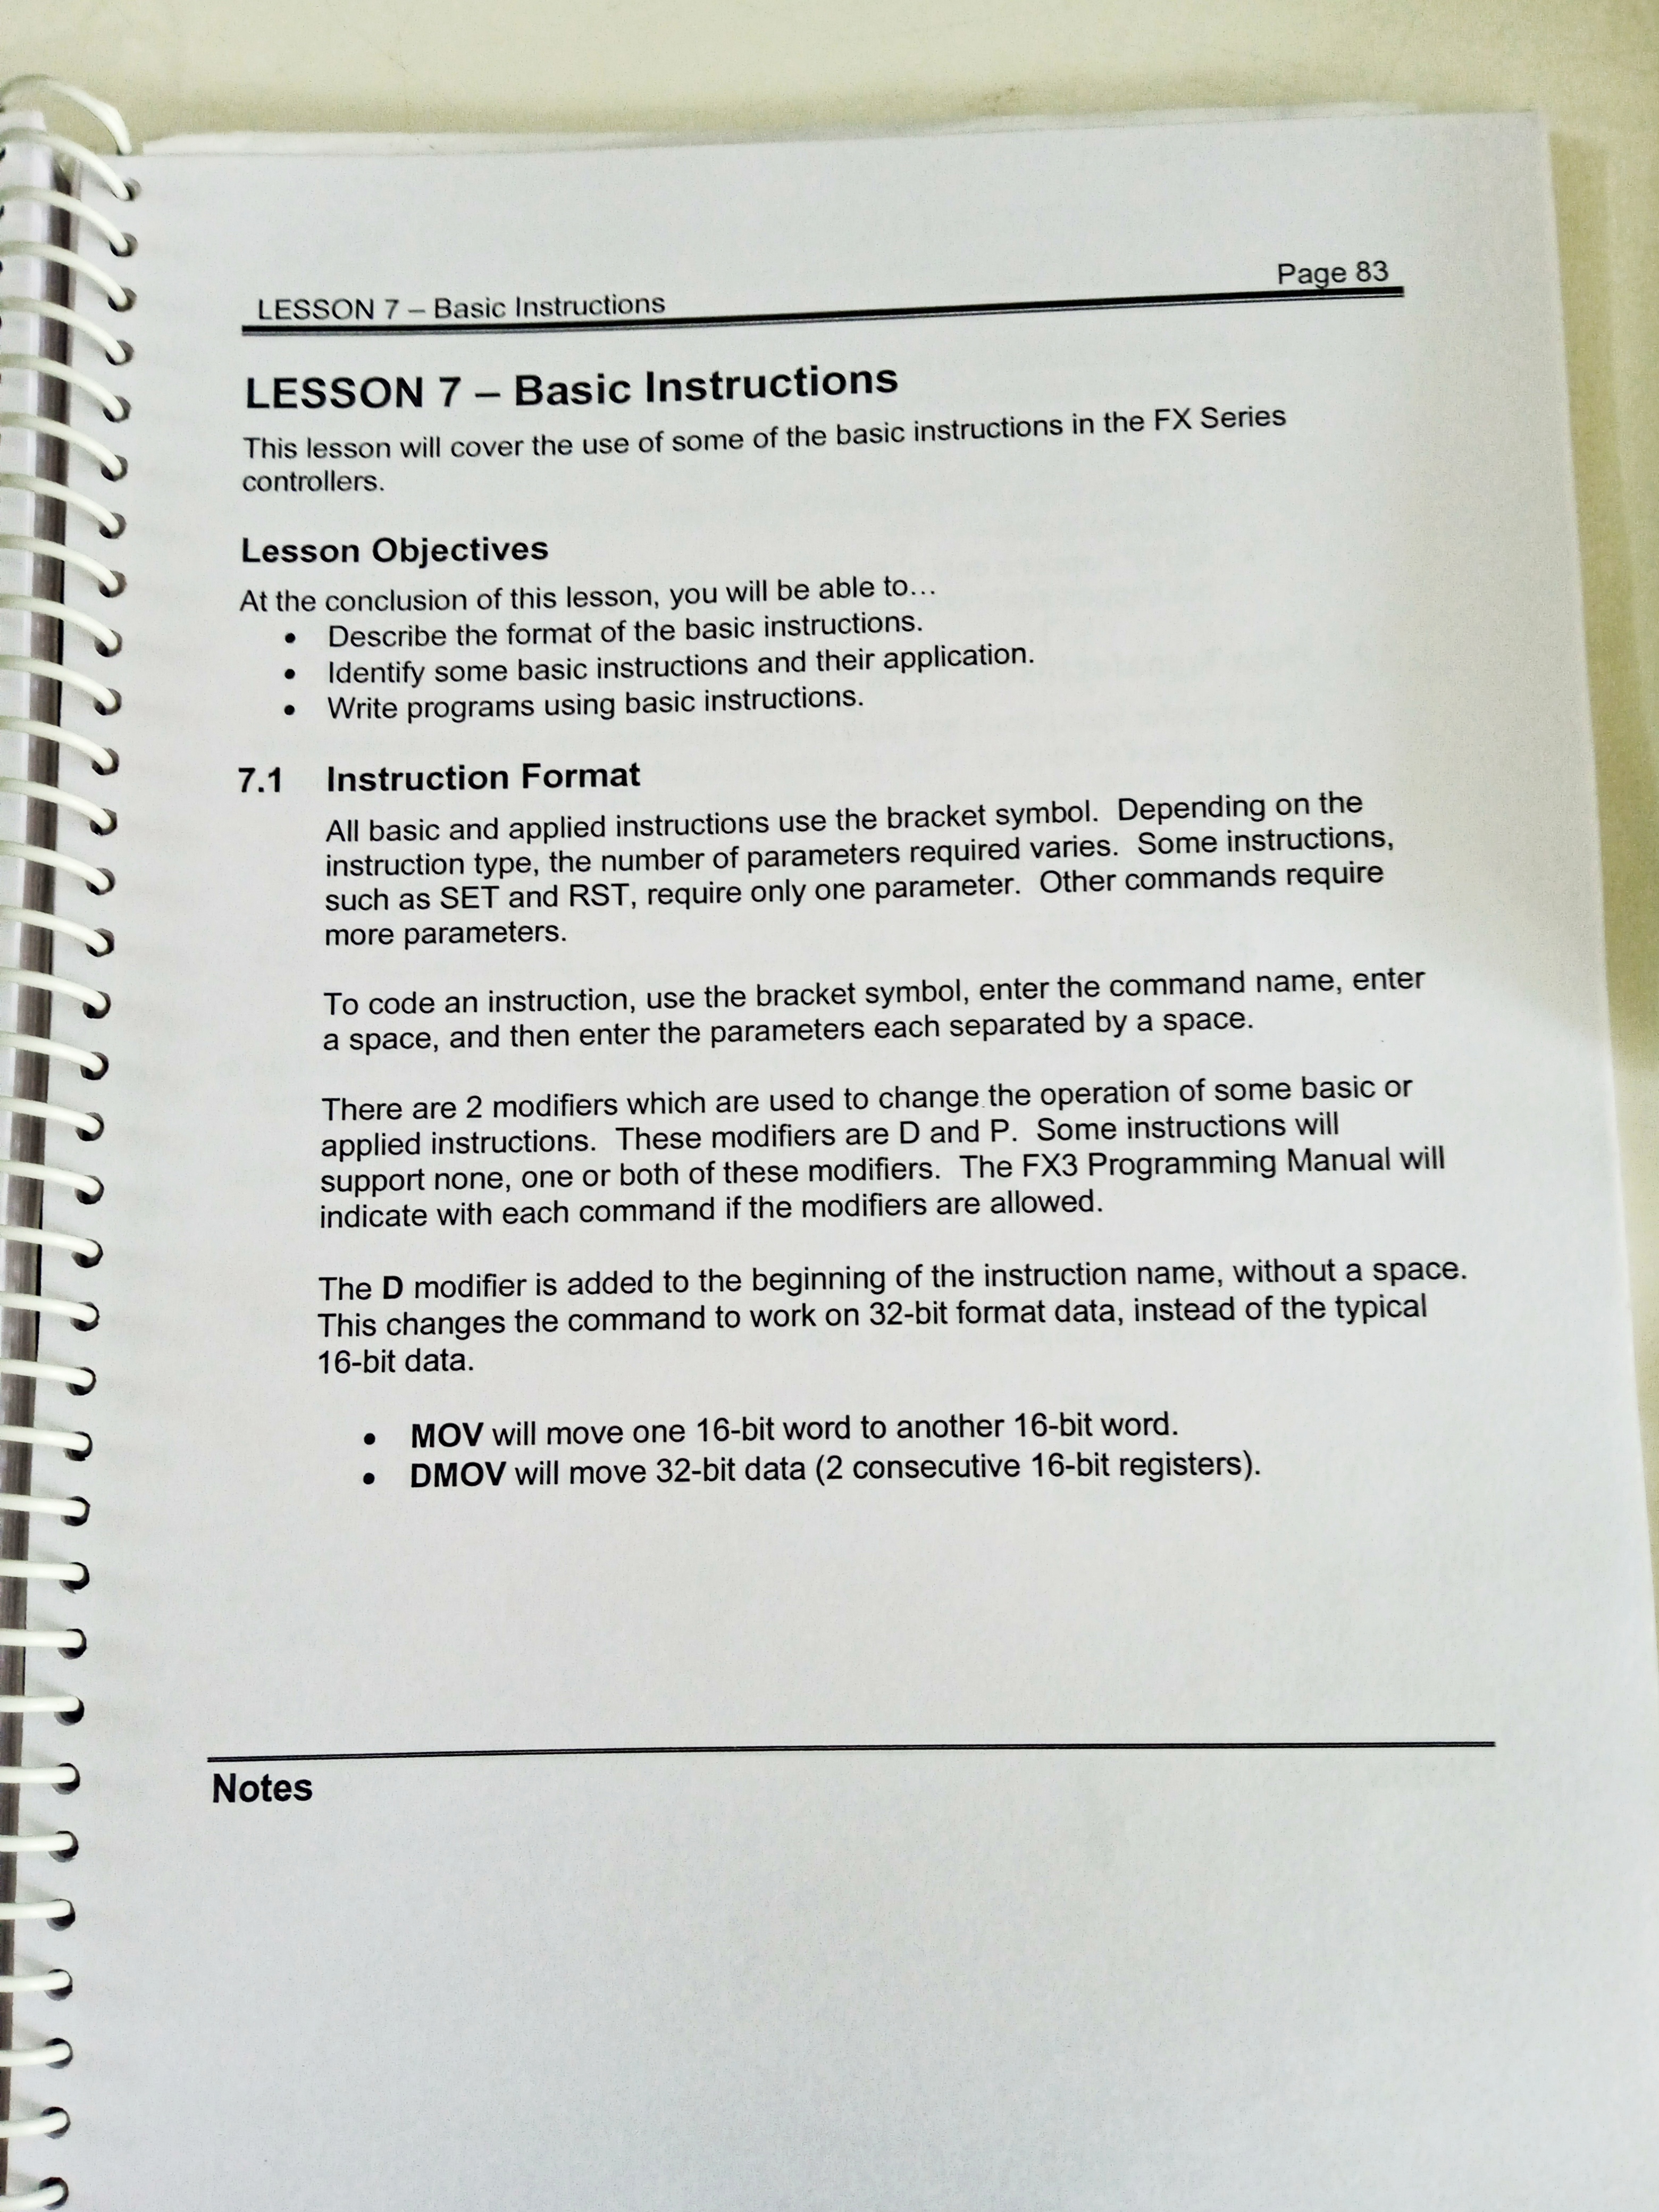 Page 83
LESSON 7 – Basic Instructions
LESSON 7 – Basic Instructions
This lesson will cover the use of some of the basic instructions in the FX Series
controllers.
Lesson Objectives
At the conclusion of this lesson, you will be able to…
• Describe the format of the basic instructions.
• Identify some basic instructions and their application.
• Write programs using basic instructions.
7.1 Instruction Format
All basic and applied instructions use the bracket symbol. Depending on the
instruction type, the number of parameters required varies. Some instructions,
such as SET and RST, require only one parameter. Other commands require
more parameters.
To code an instruction, use the bracket symbol, enter the command name, enter
a space, and then enter the parameters each separated by a space.
There are 2 modifiers which are used to change the operation of some basic or
applied instructions. These modifiers are D and P. Some instructions will
support none, one or both of these modifiers. The FX3 Programming Manual will
indicate with each command if the modifiers are allowed.
The D modifier is added to the beginning of the instruction name, without a space.
This changes the command to work on 32-bit format data, instead of the typical
16-bit data.
• MOV will move one 16-bit word to another 16-bit word.
• DMOV will move 32-bit data (2 consecutive 16-bit registers).
Notes